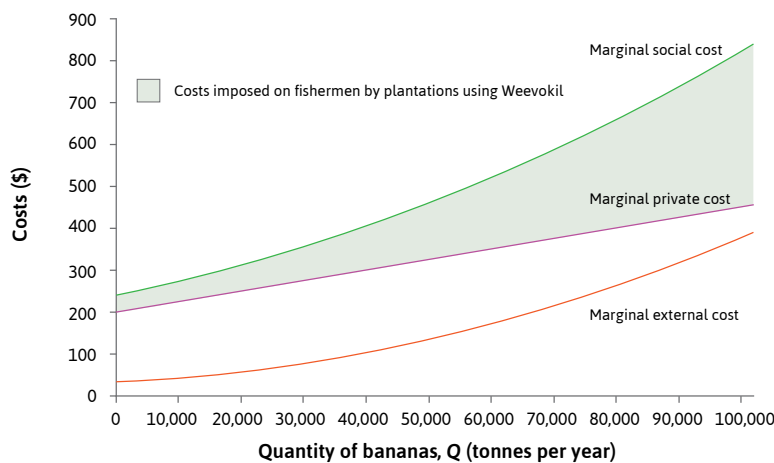 900
800
700
600
500
400
300
200
100
0
Costs ($)
Marginal social cost
Costs imposed on fishermen by plantations using Weevokil
Marginal private cost
Marginal external cost
0 10,000 20,000 30,000 40,000 50,000 60,000 70,000 80,000 90,000 100,000
Quantity of bananas, Q (tonnes per year)